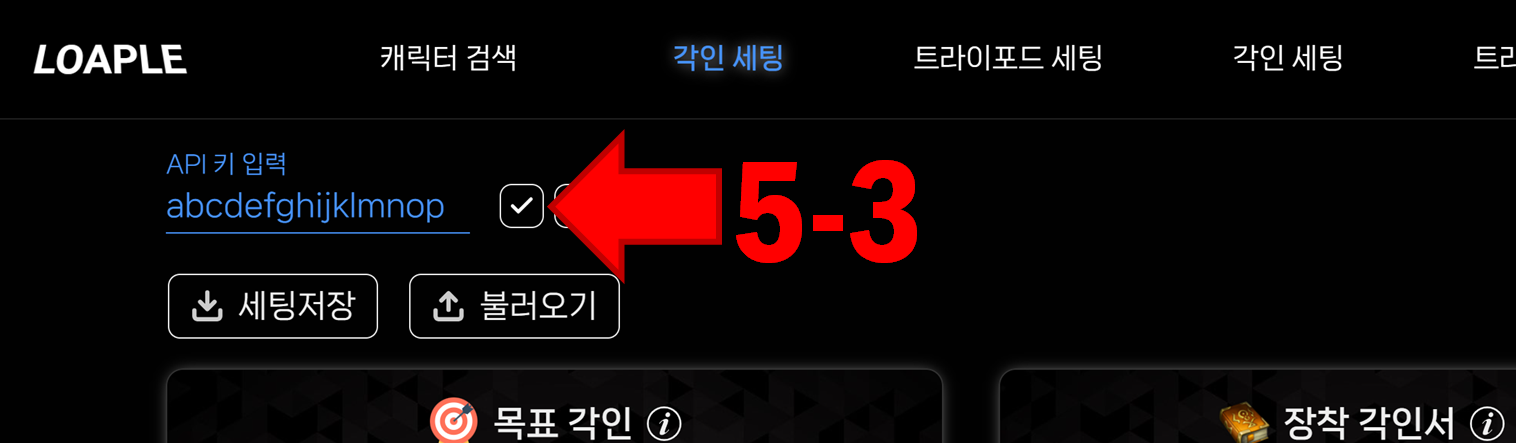 LOAPLE 캐릭터 검색 각인 세팅 트라이포드 세팅 각인 세팅 트라
API 키 입력
abcdefghijklmnop
5-3
세팅저장 불러오기
목표 각인 장착 각인서